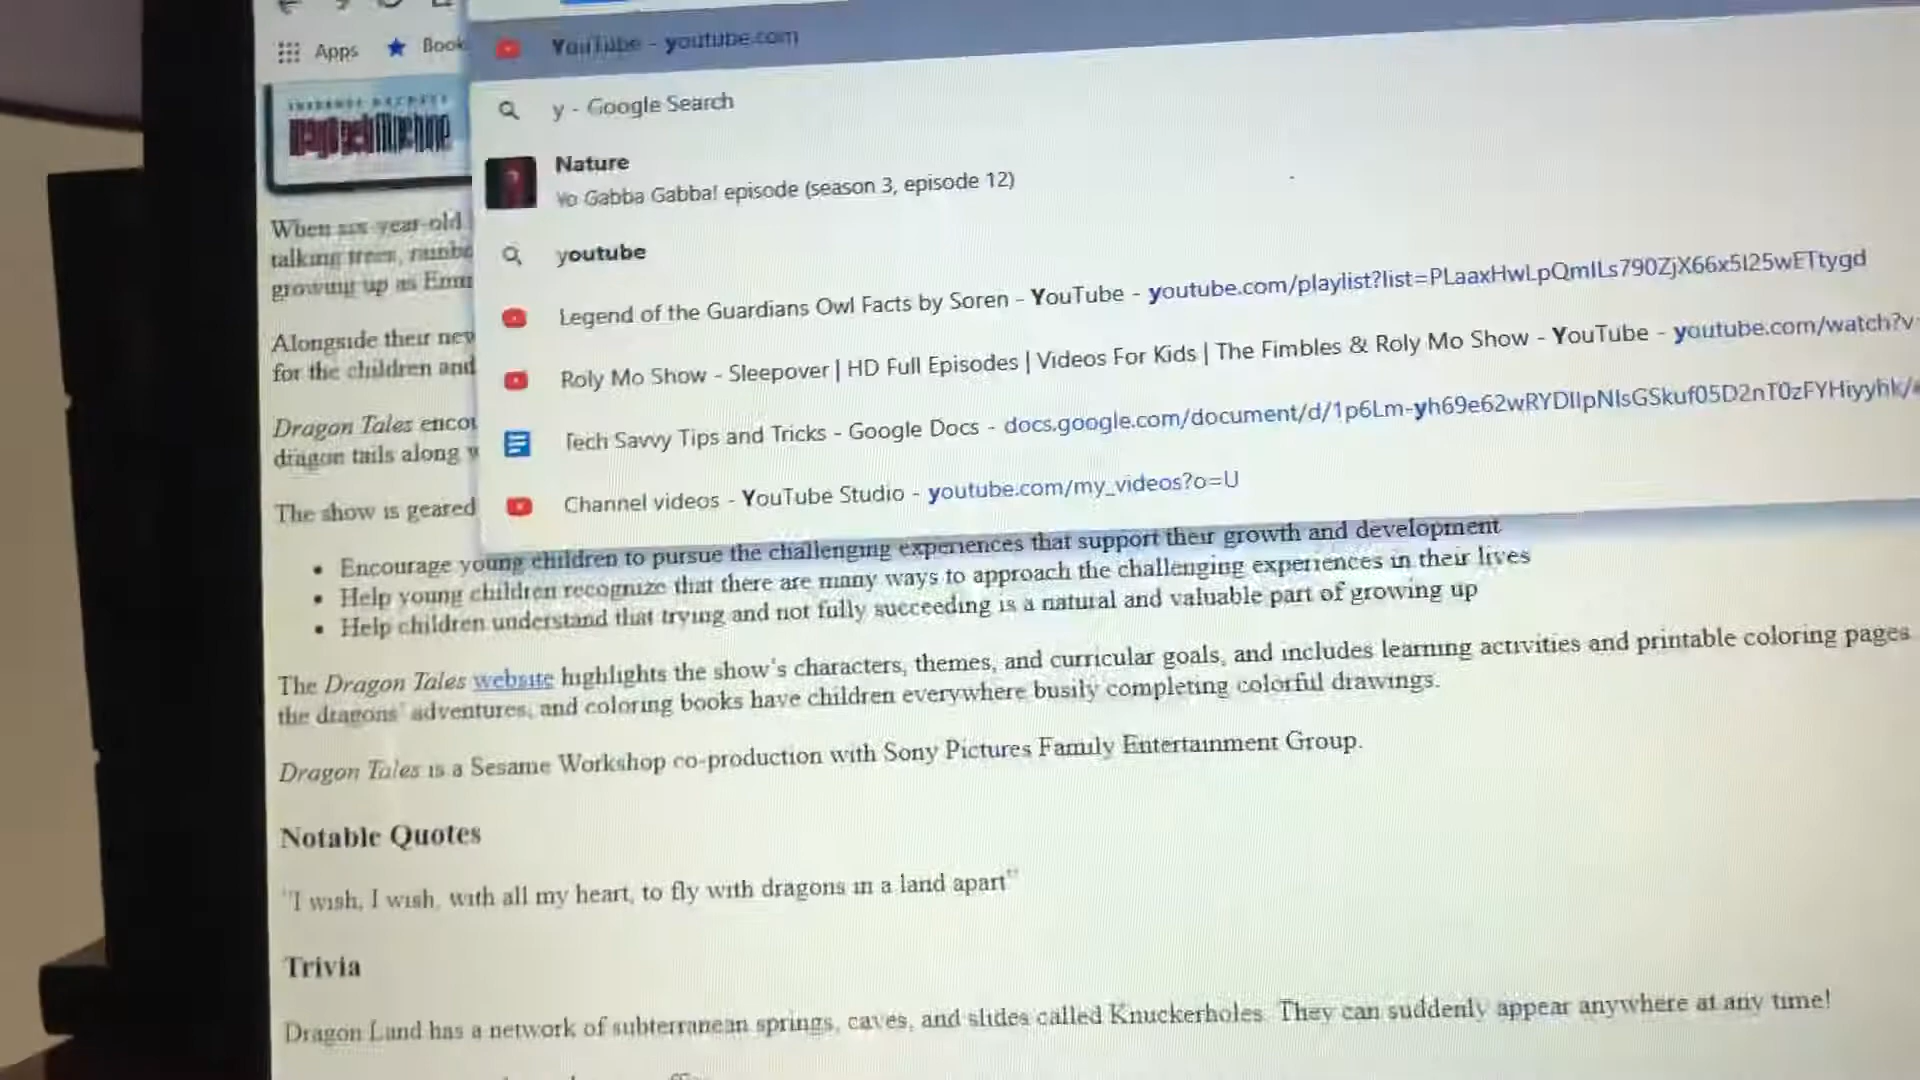 Apps
Book
YouTube - youtube.com
y - Google Search
Nature
Yo Gabba Gabba! episode (season 3, episode 12)
youtube
Legend of the Guardians Owl Facts by Soren - YouTube - youtube.com/playlist?list=PLaaxHwLpQmILs790ZjX66x5I25wETtygd
Roly Mo Show - Sleepover | HD Full Episodes | Videos For Kids | The Fimbles & Roly Mo Show - YouTube - youtube.com/watch?v
Tech Savvy Tips and Tricks - Google Docs - docs.google.com/document/d/1p6Lm-yh69e62wRYDIIpNIsGSkuf05D2nT0zFYHiyyhk/
Channel videos - YouTube Studio - youtube.com/my_videos?o=U
INTERNET ARCHIVE
WayBackMachine
When six-year-old
talking trees, rainbo
growing up as Emm
Alongside their new
for the children and
Dragon Tales encou
dragon tails along w
The show is geared
• Encourage young children to pursue the challenging experiences that support their growth and development
• Help young children recognize that there are many ways to approach the challenging experiences in their lives
• Help children understand that trying and not fully succeeding is a natural and valuable part of growing up
The Dragon Tales website highlights the show's characters, themes, and curricular goals, and includes learning activities and printable coloring pages
the dragons' adventures, and coloring books have children everywhere busily completing colorful drawings.
Dragon Tales is a Sesame Workshop co-production with Sony Pictures Family Entertainment Group.
Notable Quotes
"I wish, I wish, with all my heart, to fly with dragons in a land apart"
Trivia
Dragon Land has a network of subterranean springs, caves, and slides called Knuckerholes. They can suddenly appear anywhere at any time!